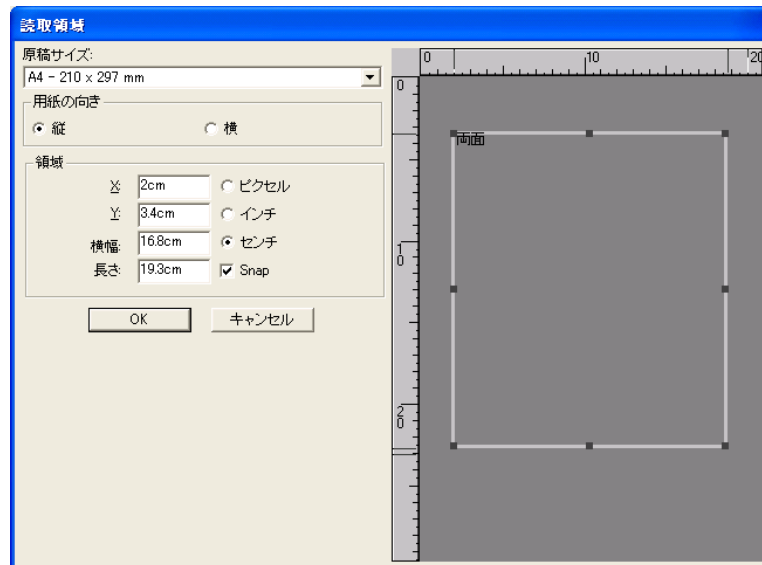 読取領域
原稿サイズ:
A4 - 210 x 297 mm
用紙の向き
縦
横
領域
X: 2cm ピクセル
Y: 3.4cm インチ
横幅: 16.8cm センチ
長さ: 19.3cm Snap
OK キャンセル
0 10 20
0
10
20
両面